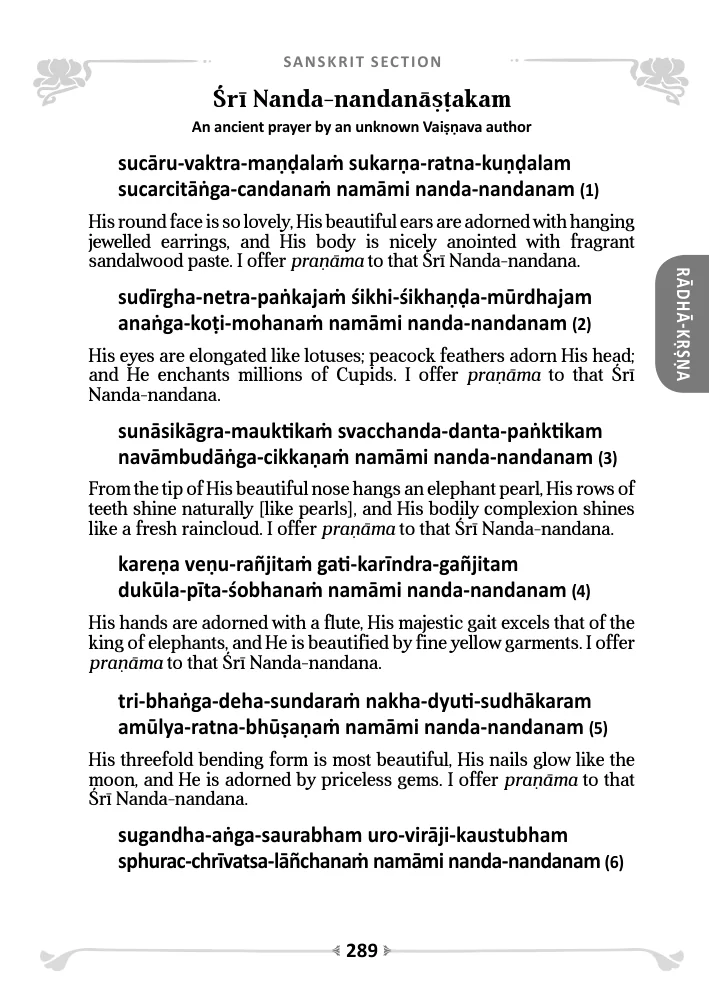 SANSKRIT SECTION
Śrī Nanda-nandanāṣṭakam
An ancient prayer by an unknown Vaiṣṇava author
sucāru-vaktra-maṇḍalaṁ sukarṇa-ratna-kuṇḍalam
sucarcitāṅga-candanaṁ namāmi nanda-nandanam (1)
His round face is so lovely, His beautiful ears are adorned with hanging
jewelled earrings, and His body is nicely anointed with fragrant
sandalwood paste. I offer praṇāma to that Śrī Nanda-nandana.
sudīrgha-netra-paṅkajaṁ śikhi-śikhaṇḍa-mūrdhajam
anaṅga-koṭi-mohanaṁ namāmi nanda-nandanam (2)
His eyes are elongated like lotuses; peacock feathers adorn His head;
and He enchants millions of Cupids. I offer praṇāma to that Śrī
Nanda-nandana.
sunāsikāgra-mauktikaṁ svacchanda-danta-paṅktikam
navāmbudāṅga-cikkaṇaṁ namāmi nanda-nandanam (3)
From the tip of His beautiful nose hangs an elephant pearl, His rows of
teeth shine naturally [like pearls], and His bodily complexion shines
like a fresh raincloud. I offer praṇāma to that Śrī Nanda-nandana.
kareṇa veṇu-rañjitaṁ gati-karīndra-gañjitam
dukūla-pīta-śobhanaṁ namāmi nanda-nandanam (4)
His hands are adorned with a flute, His majestic gait excels that of the
king of elephants, and He is beautified by fine yellow garments. I offer
praṇāma to that Śrī Nanda-nandana.
tri-bhaṅga-deha-sundaraṁ nakha-dyuti-sudhākaram
amūlya-ratna-bhūṣaṇaṁ namāmi nanda-nandanam (5)
His threefold bending form is most beautiful, His nails glow like the
moon, and He is adorned by priceless gems. I offer praṇāma to that
Śrī Nanda-nandana.
sugandha-aṅga-saurabham uro-virāji-kaustubham
sphurac-chrīvatsa-lāñchanaṁ namāmi nanda-nandanam (6)
RĀDHĀ-KṚṢṆA
289